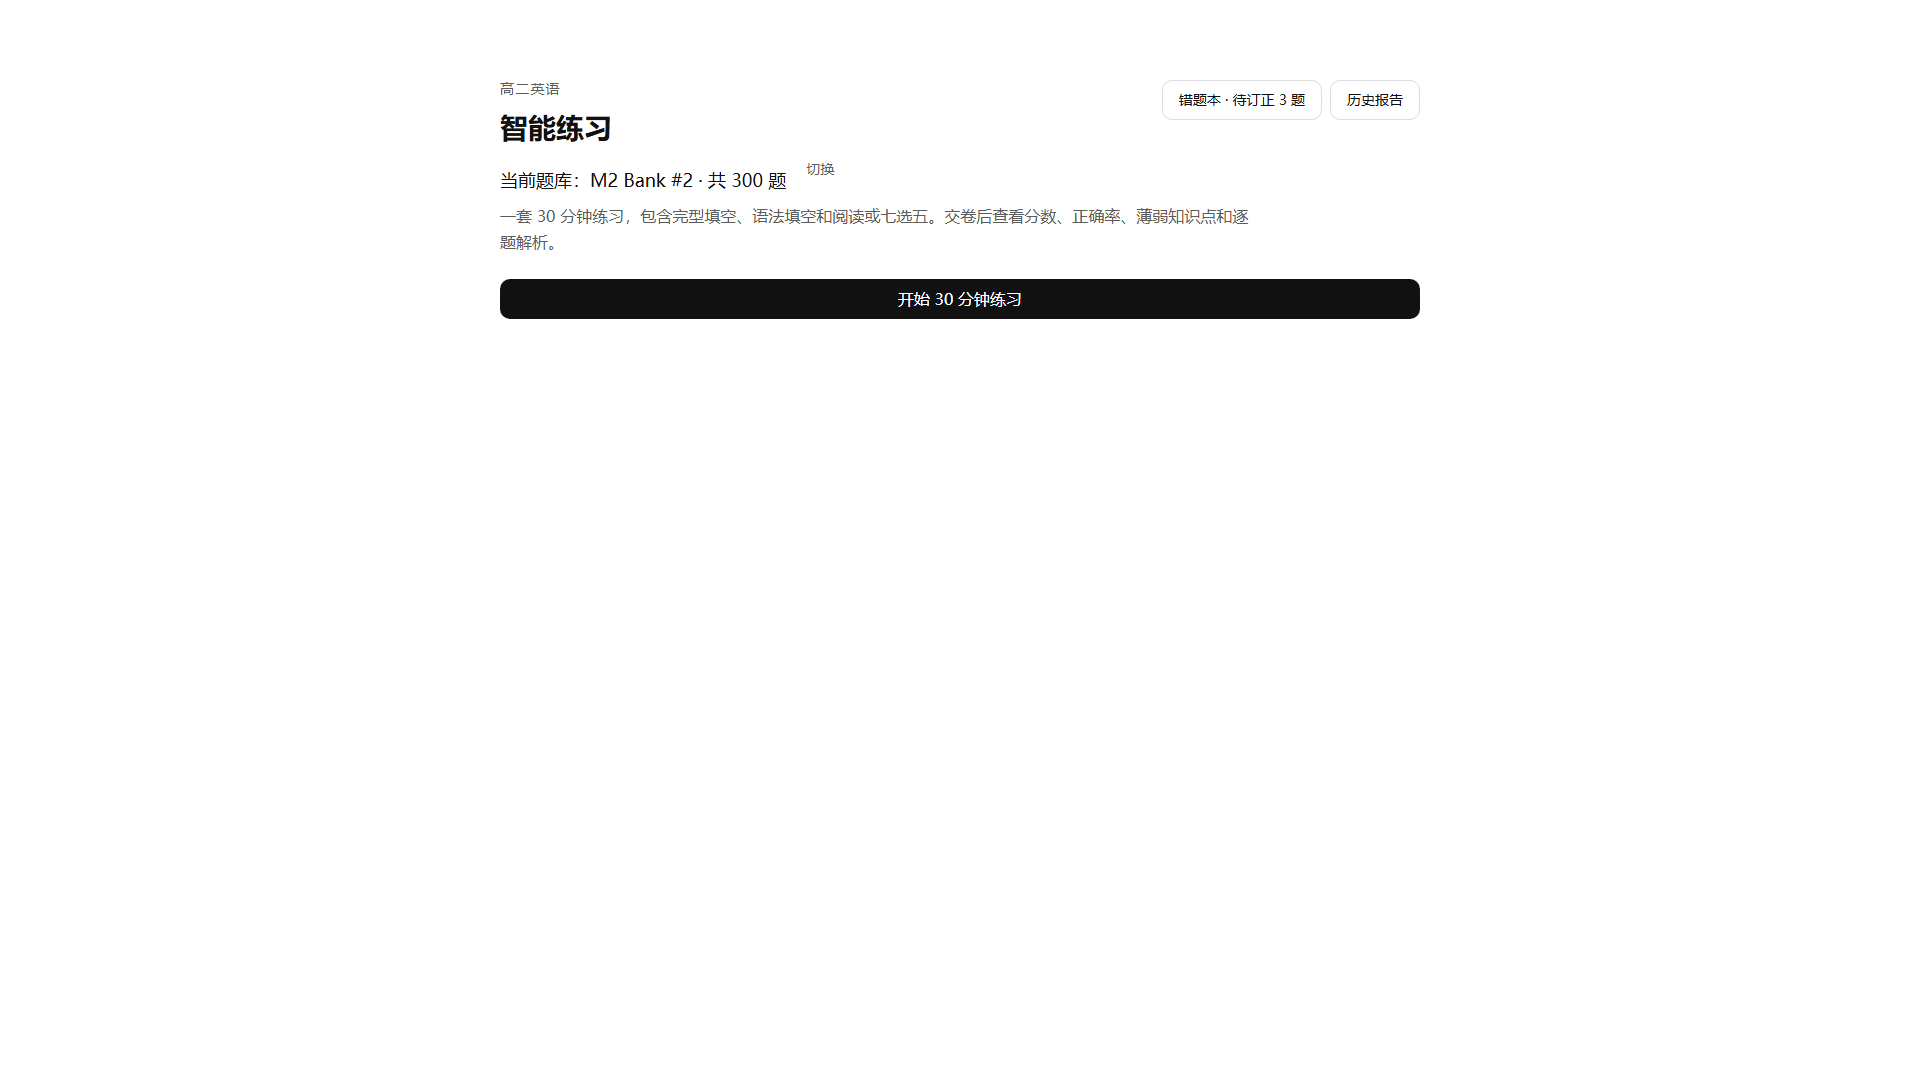 高二英语
智能练习
错题本 · 待订正 3 题
历史报告
当前题库：M2 Bank #2 · 共 300 题
切换
一套 30 分钟练习，包含完型填空、语法填空和阅读或七选五。交卷后查看分数、正确率、薄弱知识点和逐
题解析。
开始 30 分钟练习